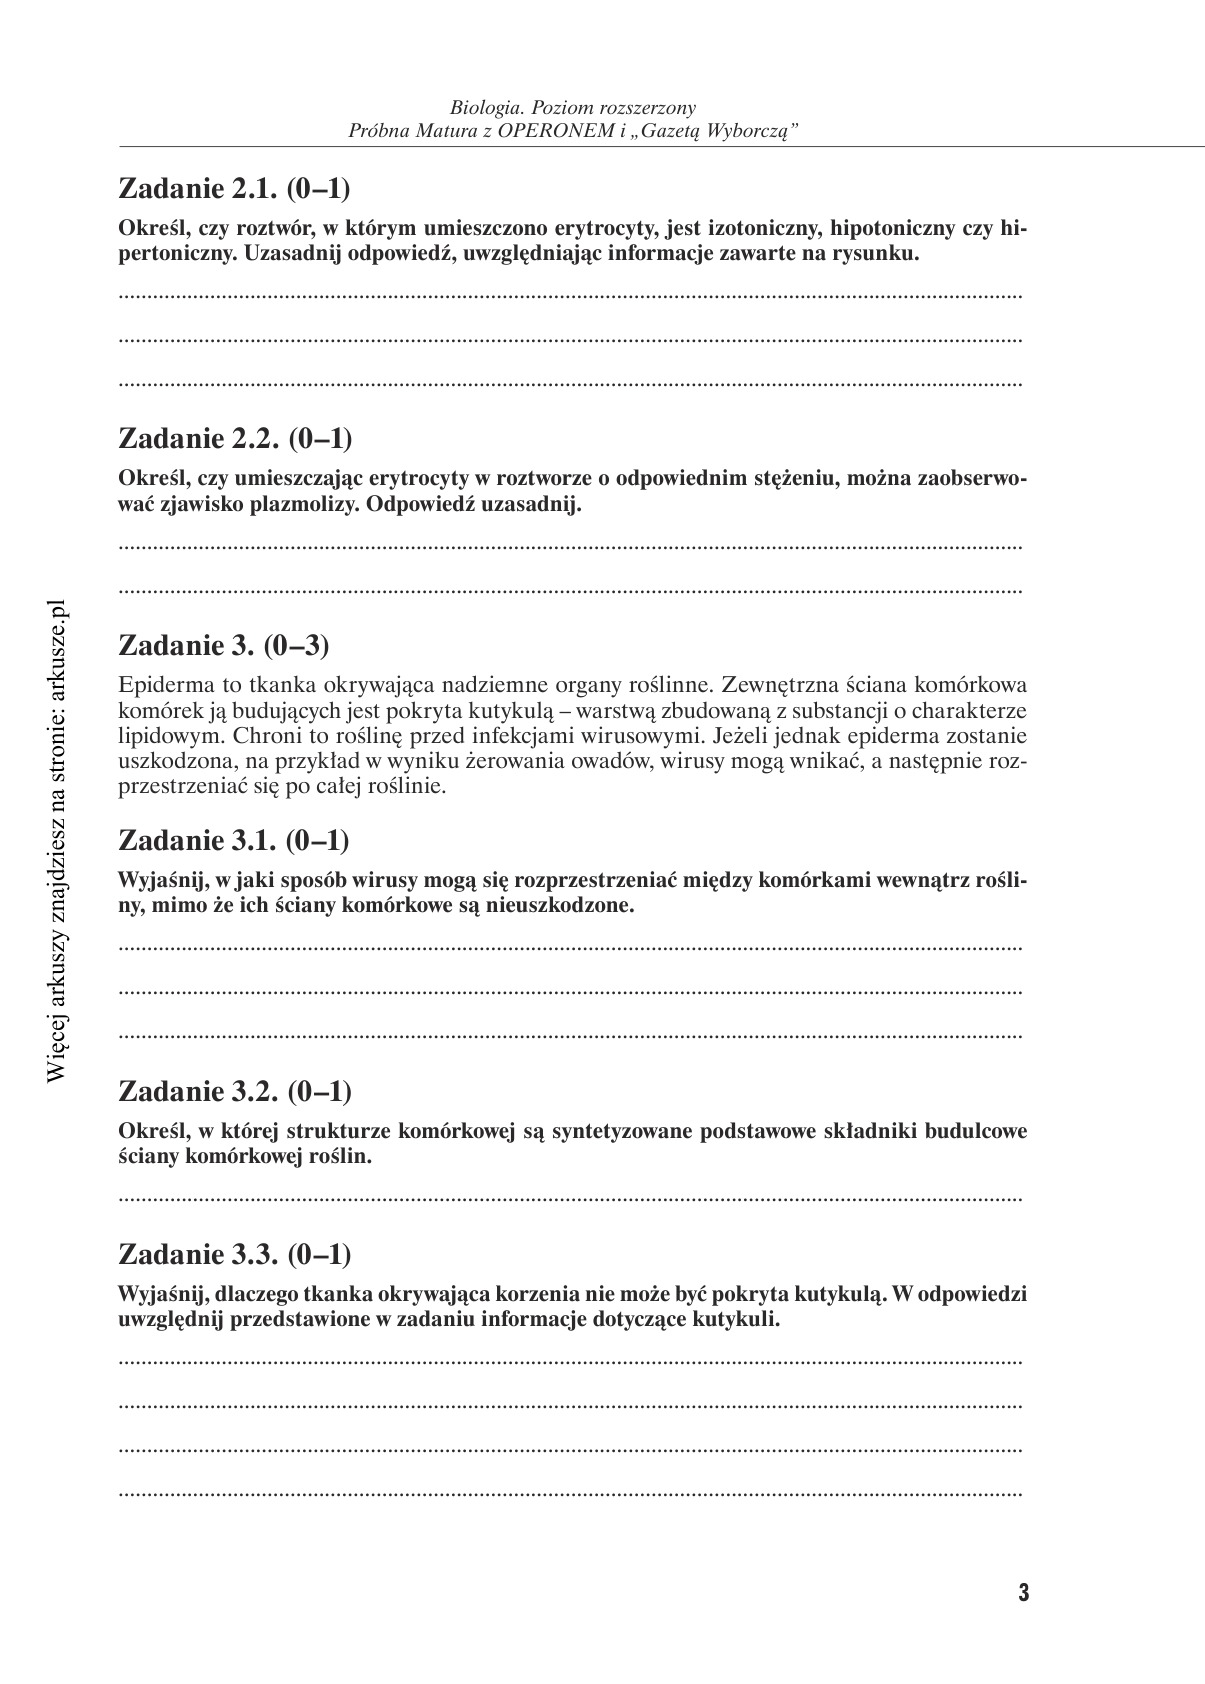 Biologia. Poziom rozszerzony
Próbna Matura z OPERONEM i „Gazetą Wyborczą”
Zadanie 2.1. (0–1)
Określ, czy roztwór, w którym umieszczono erytrocyty, jest izotoniczny, hipotoniczny czy hi-
pertoniczny. Uzasadnij odpowiedź, uwzględniając informacje zawarte na rysunku.
Zadanie 2.2. (0–1)
Określ, czy umieszczając erytrocyty w roztworze o odpowiednim stężeniu, można zaobserwo-
wać zjawisko plazmolizy. Odpowiedź uzasadnij.
Zadanie 3. (0–3)
Epiderma to tkanka okrywająca nadziemne organy roślinne. Zewnętrzna ściana komórkowa
komórek ją budujących jest pokryta kutykulą – warstwą zbudowaną z substancji o charakterze
lipidowym. Chroni to roślinę przed infekcjami wirusowymi. Jeżeli jednak epiderma zostanie
uszkodzona, na przykład w wyniku żerowania owadów, wirusy mogą wnikać, a następnie roz-
przestrzeniać się po całej roślinie.
Zadanie 3.1. (0–1)
Wyjaśnij, w jaki sposób wirusy mogą się rozprzestrzeniać między komórkami wewnątrz rośli-
ny, mimo że ich ściany komórkowe są nieuszkodzone.
Zadanie 3.2. (0–1)
Określ, w której strukturze komórkowej są syntetyzowane podstawowe składniki budulcowe
ściany komórkowej roślin.
Zadanie 3.3. (0–1)
Wyjaśnij, dlaczego tkanka okrywająca korzenia nie może być pokryta kutykulą. W odpowiedzi
uwzględnij przedstawione w zadaniu informacje dotyczące kutykuli.
3
Więcej arkuszy znajdziesz na stronie: arkusze.pl